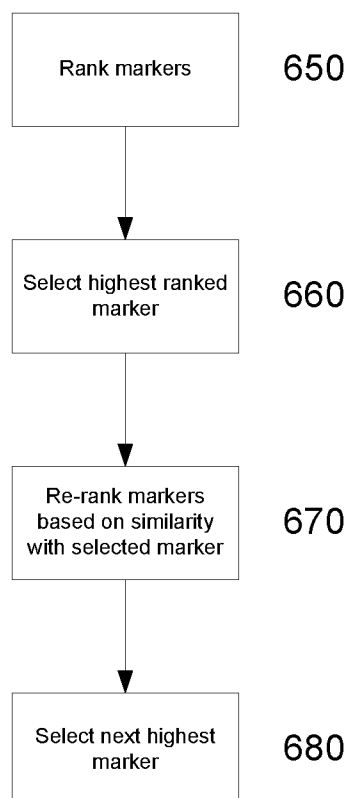 Rank markers
650
Select highest ranked
marker
660
Re-rank markers
based on similarity
with selected marker
670
Select next highest
marker
680